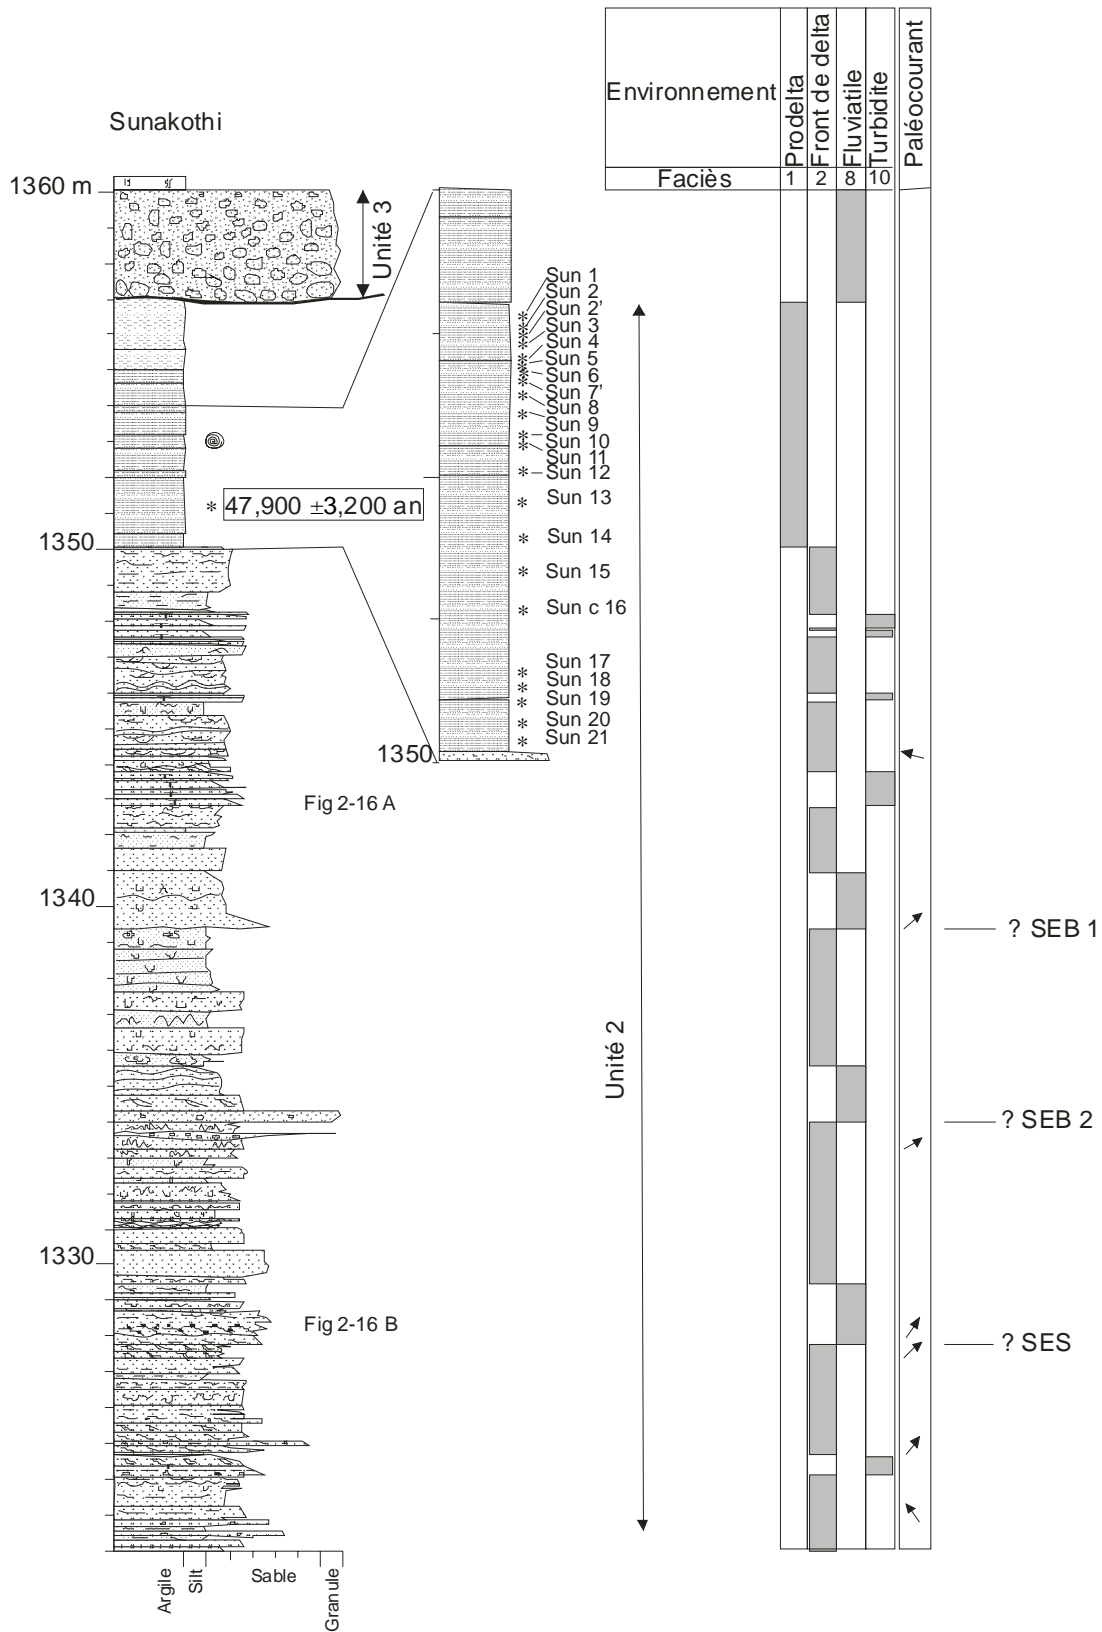 Sunakothi
Environnement
Prodelta
Front de delta
Fluviatile
Turbidite
Paléocourant
Faciès
1
2
8
10
1360 m
Unité 3
Sun 1
Sun 2
Sun 2'
Sun 3
Sun 4
Sun 5
Sun 6
Sun 7'
Sun 8
Sun 9
Sun 10
Sun 11
Sun 12
Sun 13
Sun 14
Sun 15
Sun c 16
Sun 17
Sun 18
Sun 19
Sun 20
Sun 21
* 47,900 ±3,200 an
1350
1350
Fig 2-16 A
1340
? SEB 1
Unité 2
? SEB 2
1330
Fig 2-16 B
? SES
Argile
Silt
Sable
Granule